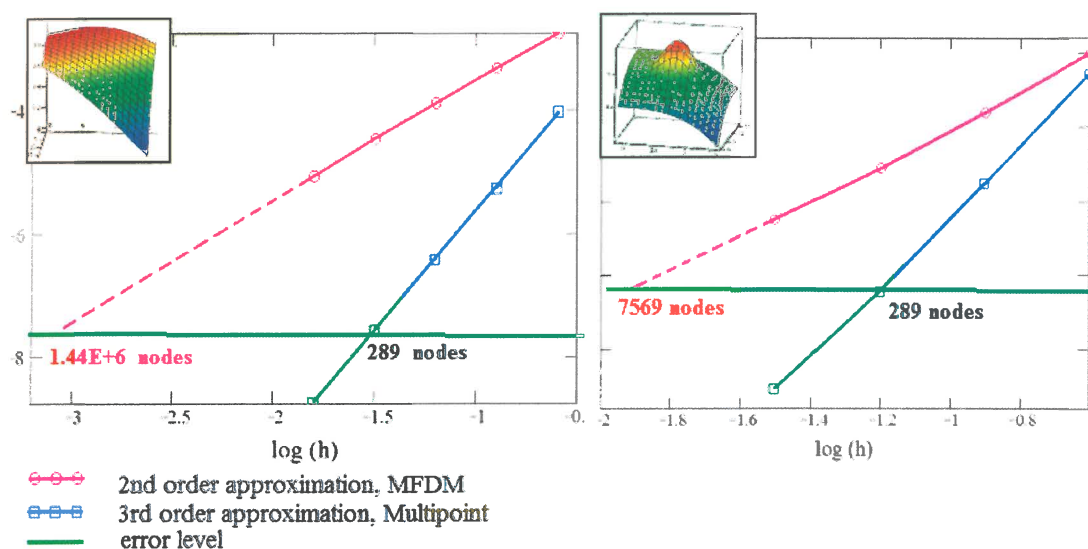 -4
-6
-8
1.44E+6 nodes
289 nodes
-3
-2.5
-2
-1.5
-1
-0.
log (h)
7569 nodes
289 nodes
-2
-1.8
-1.6
-1.4
-1.2
-1
-0.8
log (h)
2nd order approximation, MFDM
3rd order approximation, Multipoint
error level